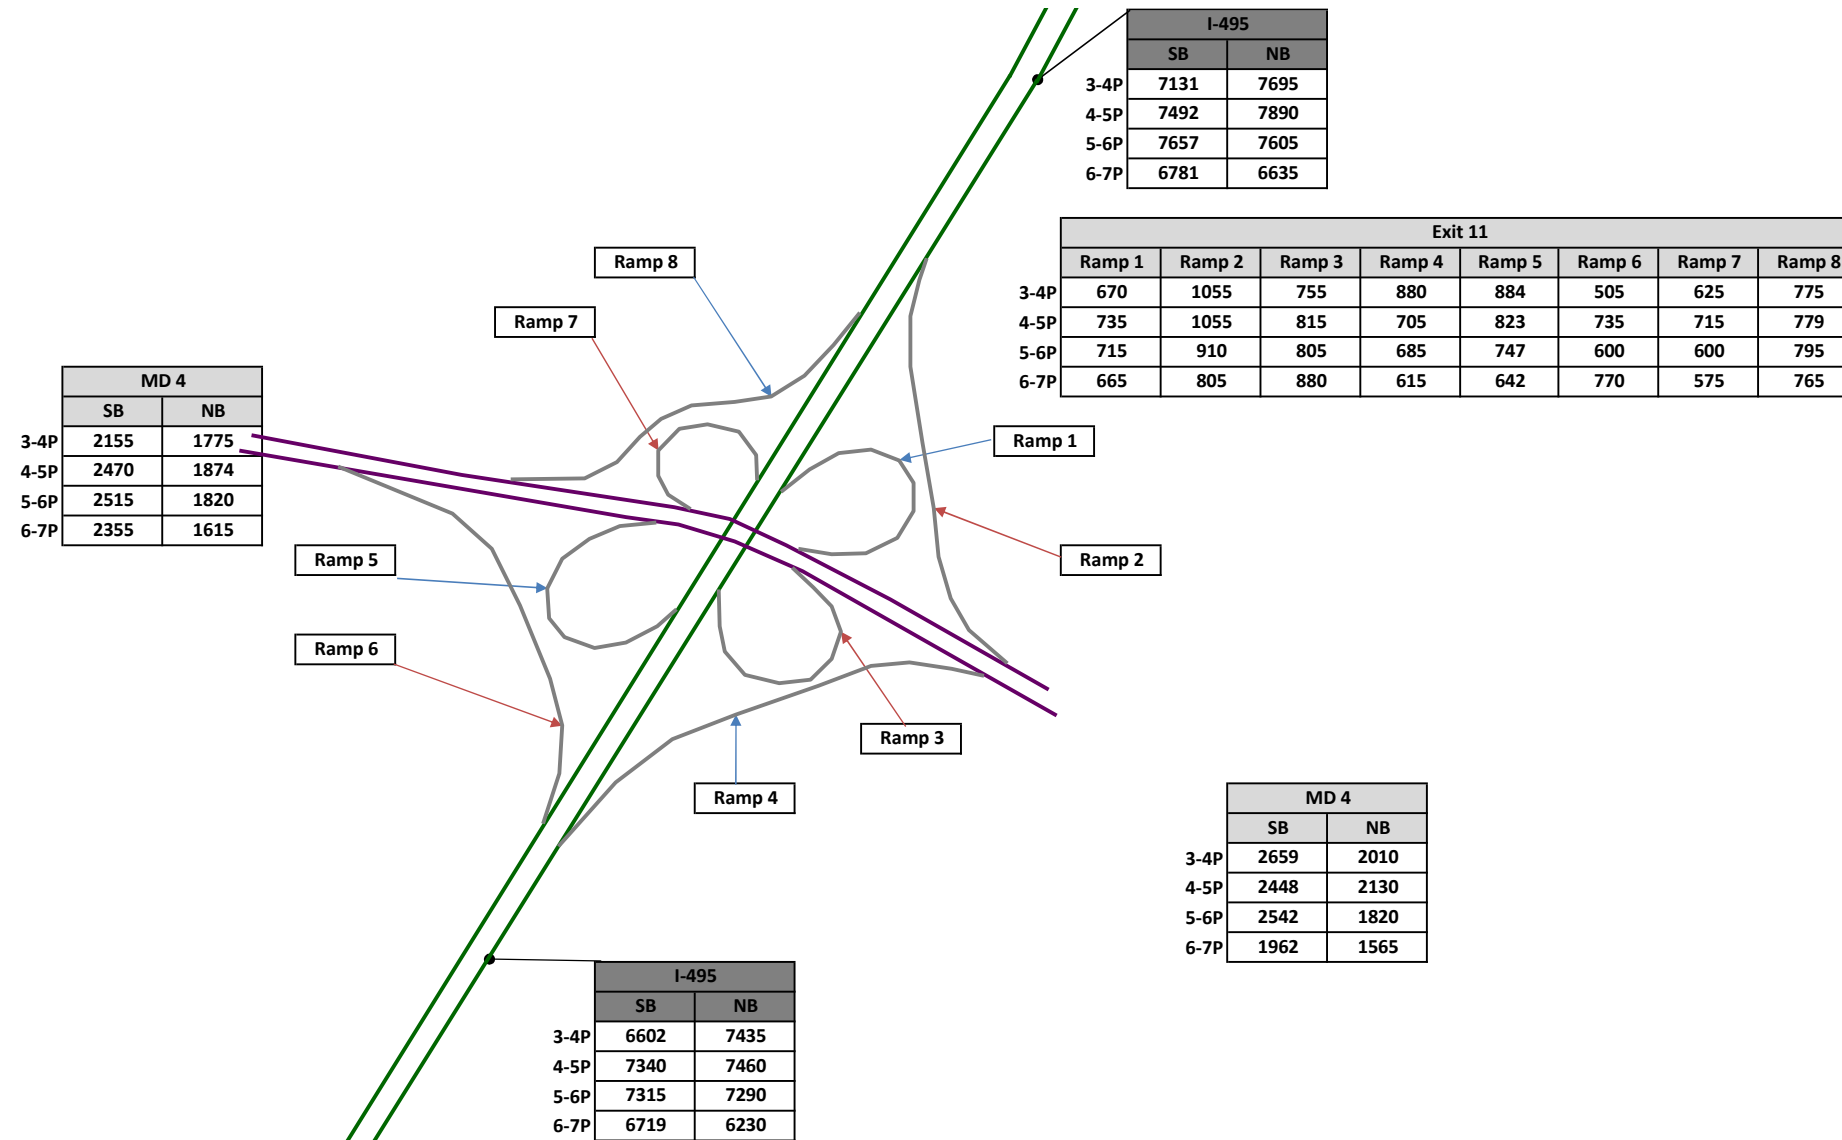 I-495
SB NB
3-4P 7131 7695
4-5P 7492 7890
5-6P 7657 7605
6-7P 6781 6635
Exit 11
Ramp 1 Ramp 2 Ramp 3 Ramp 4 Ramp 5 Ramp 6 Ramp 7 Ramp 8
3-4P 670 1055 755 880 884 505 625 775
4-5P 735 1055 815 705 823 735 715 779
5-6P 715 910 805 685 747 600 600 795
6-7P 665 805 880 615 642 770 575 765
Ramp 8
Ramp 7
MD 4
SB NB
3-4P 2155 1775
4-5P 2470 1874
5-6P 2515 1820
6-7P 2355 1615
Ramp 1
Ramp 5
Ramp 2
Ramp 6
Ramp 3
Ramp 4
MD 4
SB NB
3-4P 2659 2010
4-5P 2448 2130
5-6P 2542 1820
6-7P 1962 1565
I-495
SB NB
3-4P 6602 7435
4-5P 7340 7460
5-6P 7315 7290
6-7P 6719 6230